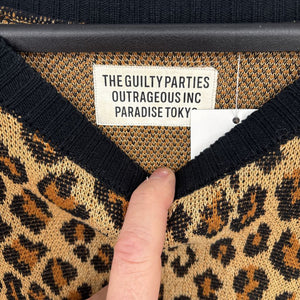 THE GUILTY PARTIES
OUTRAGEOUS INC
PARADISE TOKYO